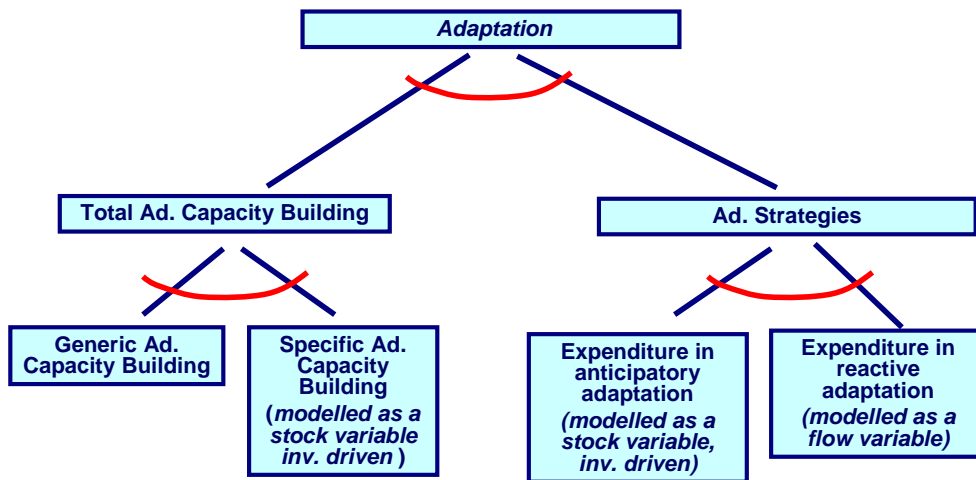 Adaptation
Total Ad. Capacity Building
Ad. Strategies
Generic Ad.
Capacity Building
Specific Ad.
Capacity
Building
(modelled as a
stock variable
inv. driven )
Expenditure in
anticipatory
adaptation
(modelled as a
stock variable,
inv. driven)
Expenditure in
reactive
adaptation
(modelled as a
flow variable)